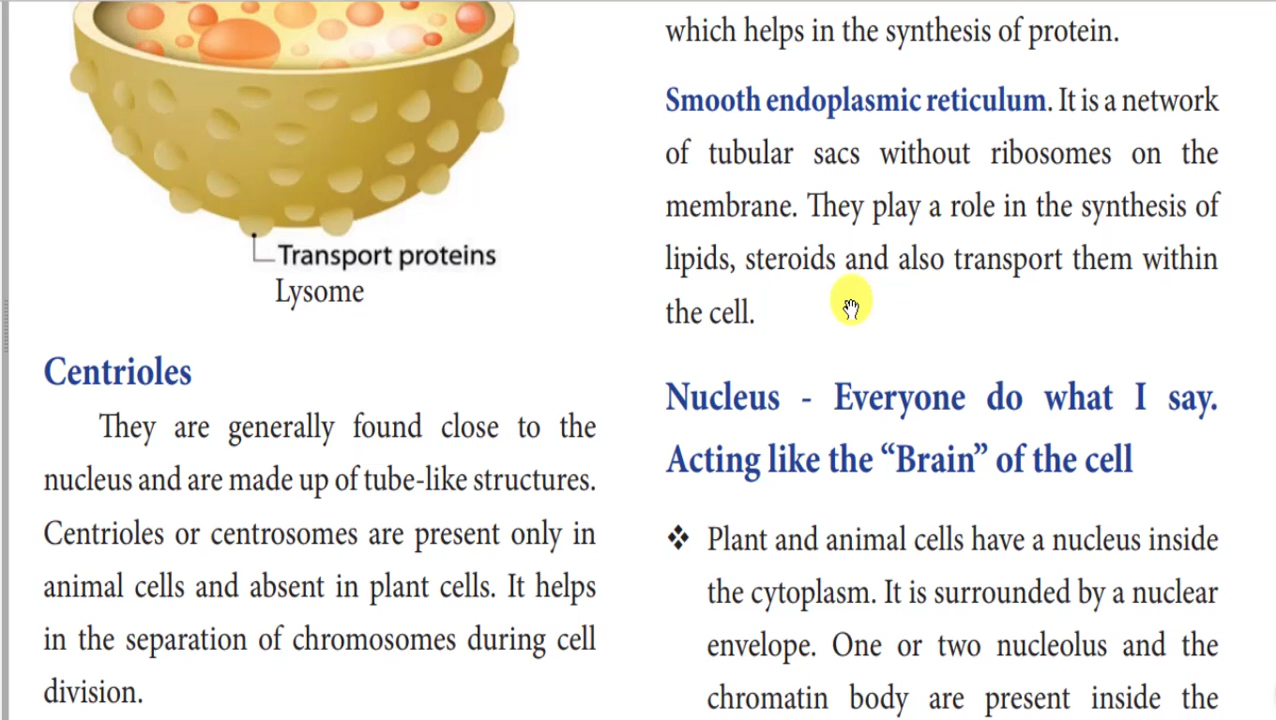 Transport proteins
Lysome
Centrioles
They are generally found close to the
nucleus and are made up of tube-like structures.
Centrioles or centrosomes are present only in
animal cells and absent in plant cells. It helps
in the separation of chromosomes during cell
division.
which helps in the synthesis of protein.
Smooth endoplasmic reticulum. It is a network
of tubular sacs without ribosomes on the
membrane. They play a role in the synthesis of
lipids, steroids and also transport them within
the cell.
Nucleus - Everyone do what I say.
Acting like the “Brain” of the cell
❖ Plant and animal cells have a nucleus inside
the cytoplasm. It is surrounded by a nuclear
envelope. One or two nucleolus and the
chromatin body are present inside the